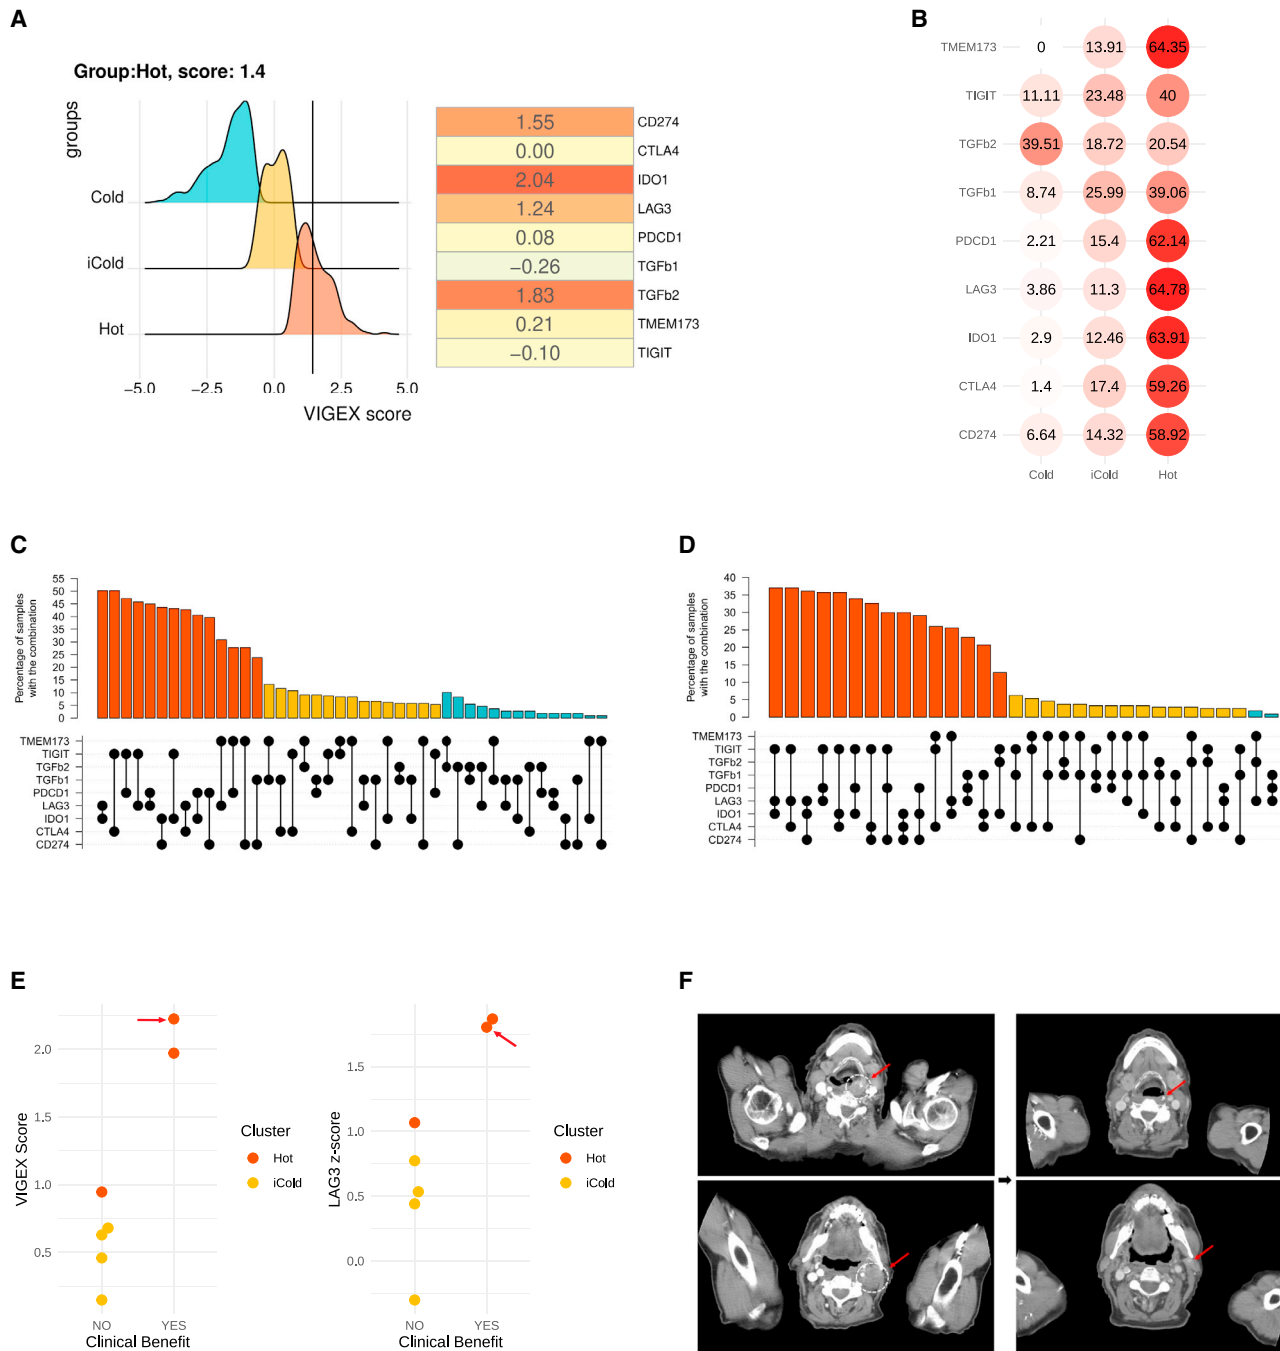 A
Group:Hot, score: 1.4
groups
Cold
iCold
Hot
−5.0 −2.5 0.0 2.5 5.0
VIGEX score
1.55 CD274
0.00 CTLA4
2.04 IDO1
1.24 LAG3
0.08 PDCD1
−0.26 TGFb1
1.83 TGFb2
0.21 TMEM173
−0.10 TIGIT
B
TMEM173 0 13.91 64.35
TIGIT 11.11 23.48 40
TGFb2 39.51 18.72 20.54
TGFb1 8.74 25.99 39.06
PDCD1 2.21 15.4 62.14
LAG3 3.86 11.3 64.78
IDO1 2.9 12.46 63.91
CTLA4 1.4 17.4 59.26
CD274 6.64 14.32 58.92
Cold iCold Hot
C
Percentage of samples
with the combination
55
50
45
40
35
30
25
20
15
10
5
0
TMEM173
TIGIT
TGFb2
TGFb1
PDCD1
LAG3
IDO1
CTLA4
CD274
D
Percentage of samples
with the combination
40
35
30
25
20
15
10
5
0
TMEM173
TIGIT
TGFb2
TGFb1
PDCD1
LAG3
IDO1
CTLA4
CD274
E
VIGEX Score
2.0
1.5
1.0
0.5
NO YES
Clinical Benefit
Cluster
Hot
iCold
LAG3 z-score
1.5
1.0
0.5
0.0
NO YES
Clinical Benefit
Cluster
Hot
iCold
F